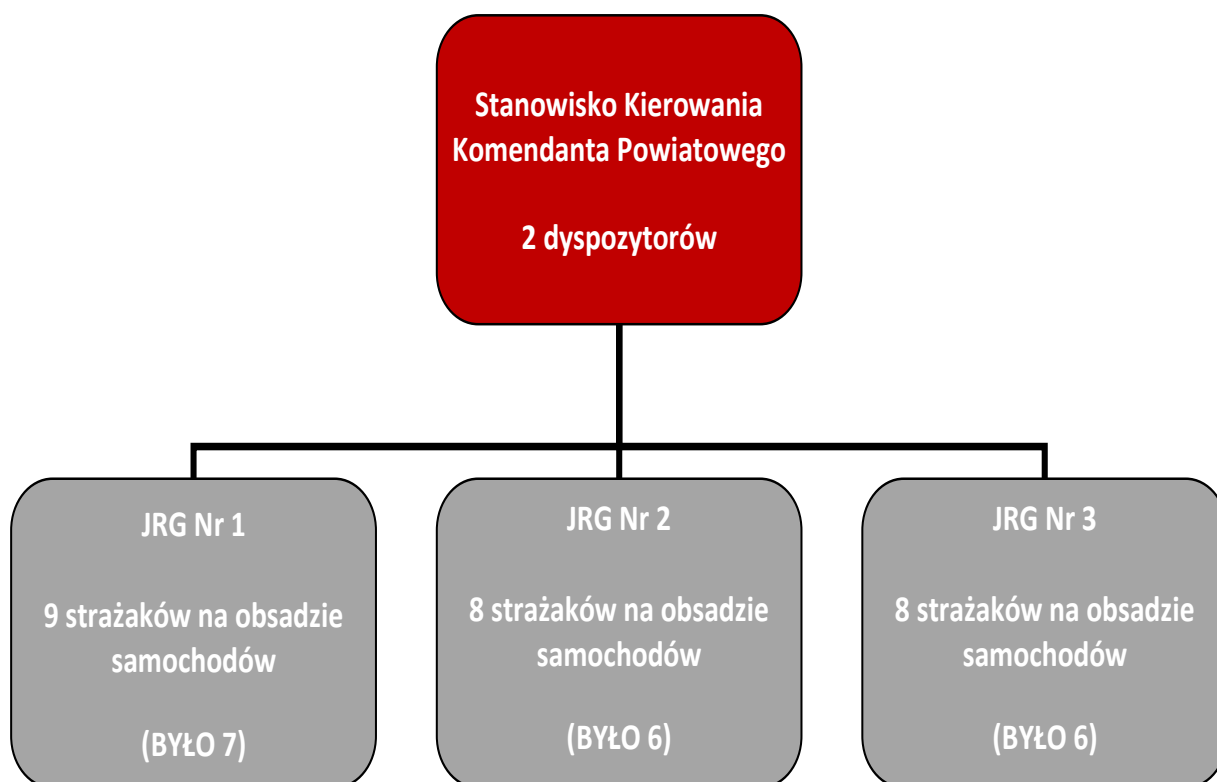 Stanowisko Kierowania
Komendanta Powiatowego
2 dyspozytorów
JRG Nr 1
9 strażaków na obsadzie
samochodów
(BYŁO 7)
JRG Nr 2
8 strażaków na obsadzie
samochodów
(BYŁO 6)
JRG Nr 3
8 strażaków na obsadzie
samochodów
(BYŁO 6)